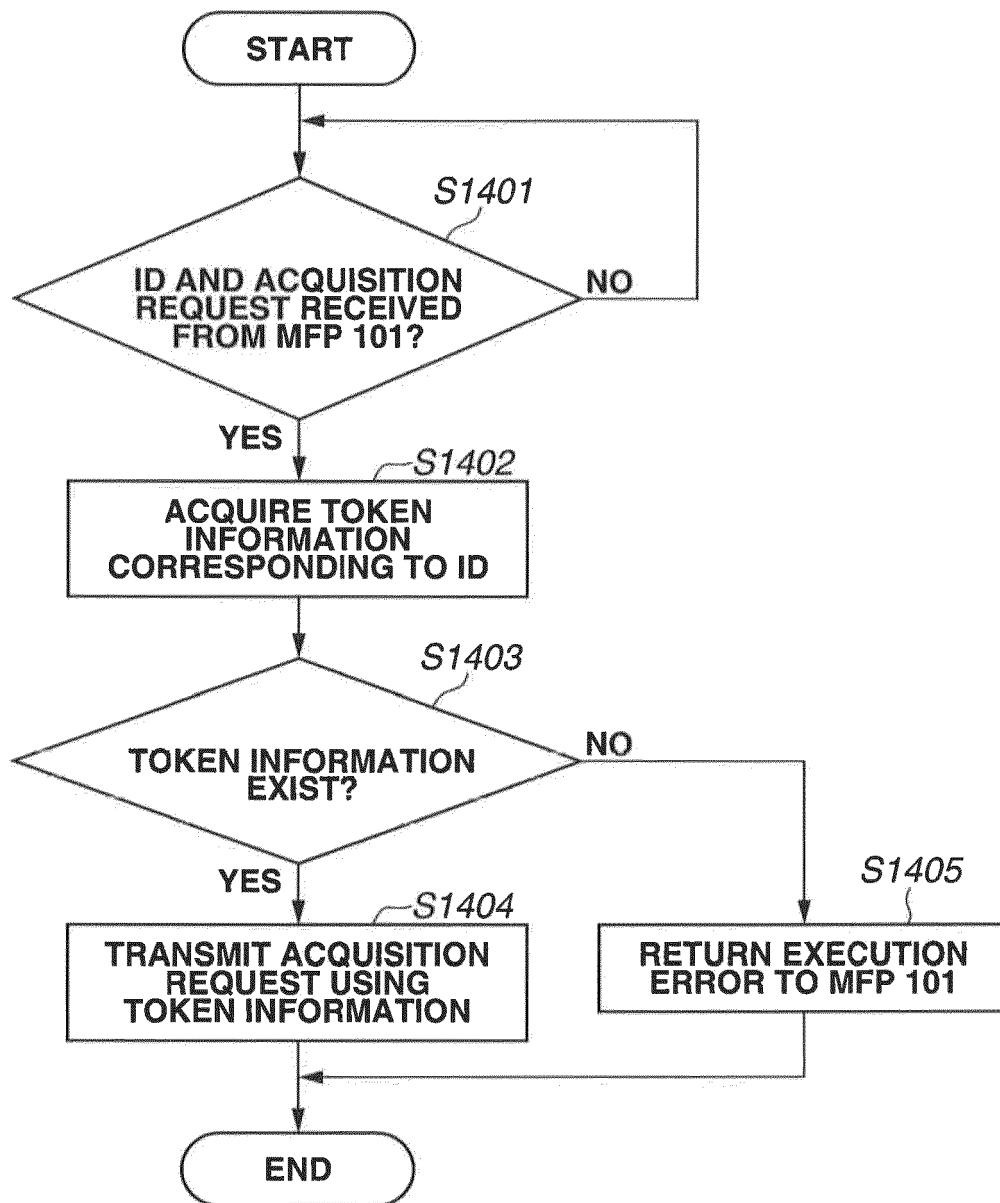 START
S1401
ID AND ACQUISITION
REQUEST RECEIVED
FROM MFP 101?
NO
YES
S1402
ACQUIRE TOKEN
INFORMATION
CORRESPONDING TO ID
S1403
TOKEN INFORMATION
EXIST?
NO
YES
S1404
TRANSMIT ACQUISITION
REQUEST USING
TOKEN INFORMATION
S1405
RETURN EXECUTION
ERROR TO MFP 101
END